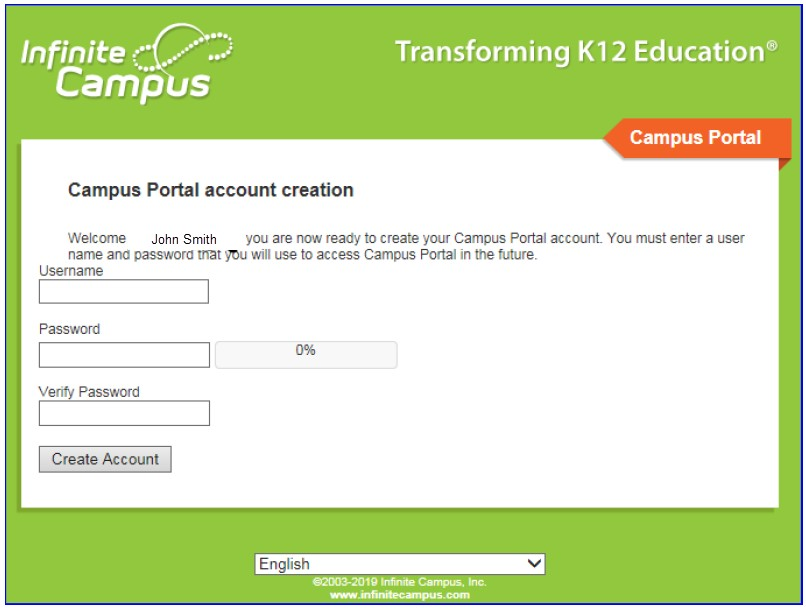 Infinite
Campus
Transforming K12 Education®
Campus Portal
Campus Portal account creation
Welcome John Smith you are now ready to create your Campus Portal account. You must enter a user
name and password that you will use to access Campus Portal in the future.
Username
Password
0%
Verify Password
Create Account
English
©2003-2019 Infinite Campus, Inc.
www.infinitecampus.com